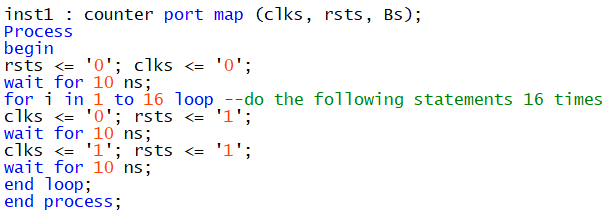 inst1 : counter port map (clks, rsts, Bs);
Process
begin
rsts <= '0'; clks <= '0';
wait for 10 ns;
for i in 1 to 16 loop --do the following statements 16 times
clks <= '0'; rsts <= '1';
wait for 10 ns;
clks <= '1'; rsts <= '1';
wait for 10 ns;
end loop;
end process;